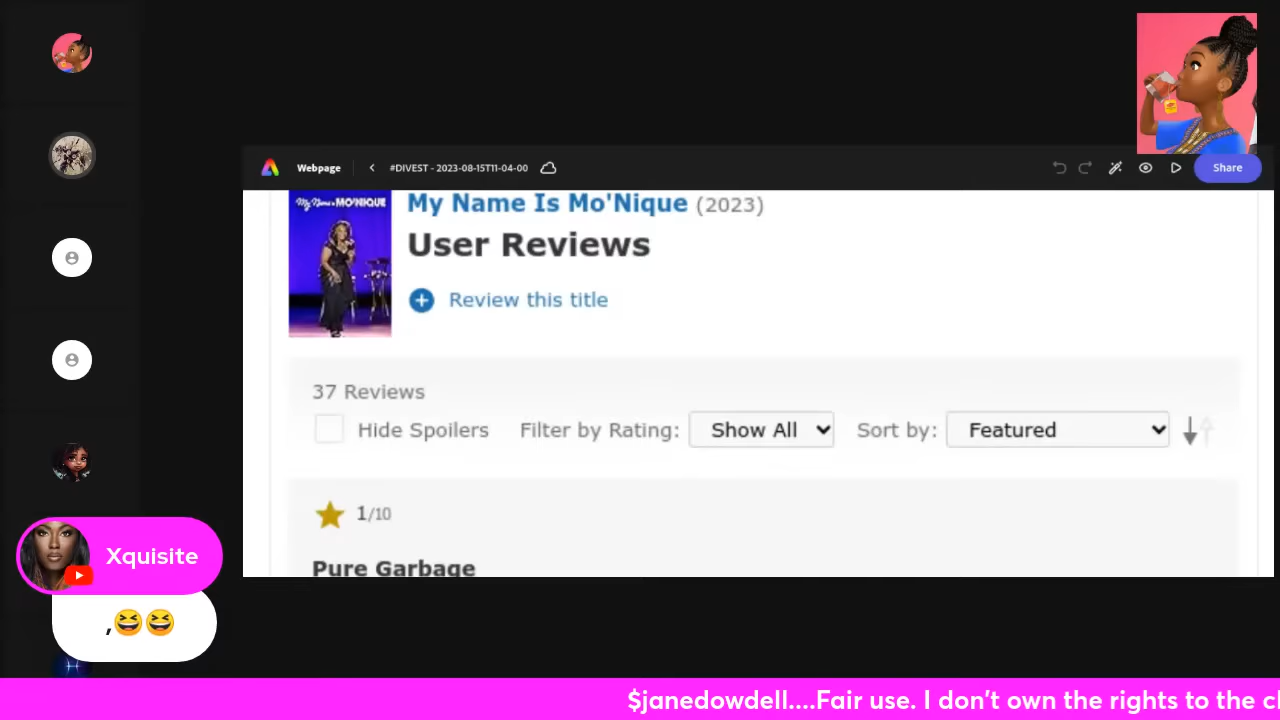 Webpage
#DIVEST - 2023-08-15T11-04-00
Share
My Name is MO'NIQUE
My Name Is Mo'Nique (2023)
User Reviews
Review this title
37 Reviews
Hide Spoilers
Filter by Rating:
Show All
Sort by:
Featured
1/10
Pure Garbage
Xquisite
,😆😆
$janedowdell....Fair use. I don't own the rights to the cl